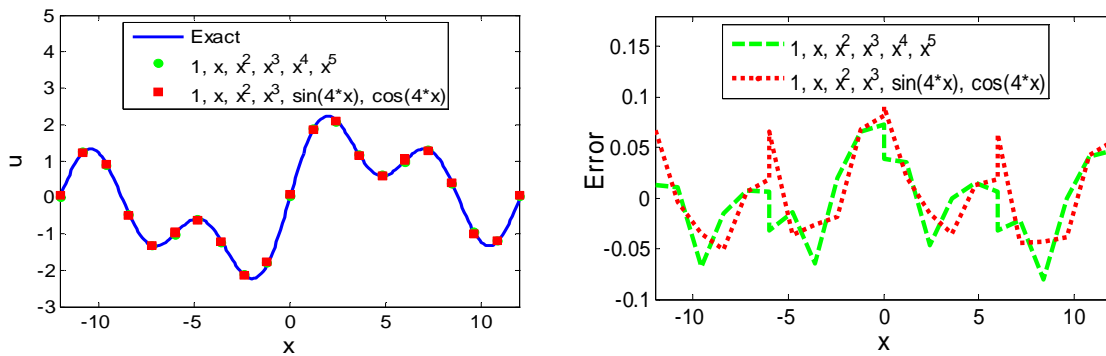 5
4
3
2
1
0
-1
-2
-3
u
-10
-5
0
5
10
x
Exact
1, x, x², x³, x⁴, x⁵
1, x, x², x³, sin(4*x), cos(4*x)
0.15
0.1
0.05
0
-0.05
-0.1
Error
-10
-5
0
5
10
x
1, x, x², x³, x⁴, x⁵
1, x, x², x³, sin(4*x), cos(4*x)